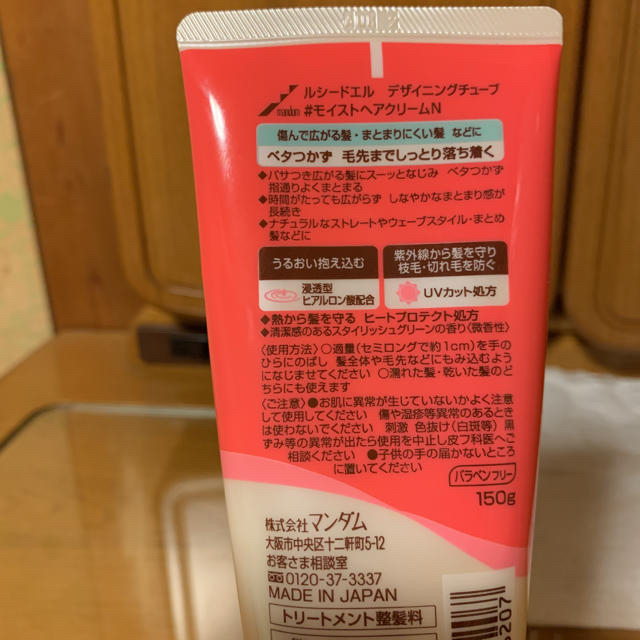 mandom
ルシードエル デザイニングチューブ
#モイストヘアクリームN
傷んで広がる髪・まとまりにくい髪 などに
ベタつかず 毛先までしっとり落ち着く
◆パサつき広がる髪にスーッとなじみ ベタつかず
指通りよくまとまる
◆時間がたっても広がらず しなやかなまとまり感が
長続き
◆ナチュラルなストレートやウェーブスタイル・まとめ
髪などに
うるおい抱え込む
浸透型
ヒアルロン酸配合
紫外線から髪を守り
枝毛・切れ毛を防ぐ
UVカット処方
◆熱から髪を守る ヒートプロテクト処方
◆清潔感のあるスタイリッシュグリーンの香り(微香性)
〈使用方法〉○適量(セミロングで約1cm)を手の
ひらにのばし 髪全体や毛先などにもみ込むよう
になじませてください ○濡れた髪・乾いた髪のど
ちらにも使えます
〈ご注意〉●お肌に異常が生じていないかよく注意
して使用してください 傷や湿疹等異常のあるとき
は使わないでください 刺激 色抜け(白斑等)黒
ずみ等の異常が出たら使用を中止し皮フ科医へご
相談ください ●子供の手の届かないところ
に置いてください
パラベンフリー
150g
株式会社 マンダム
大阪市中央区十二軒町5-12
お客さま相談室
0120-37-3337
MADE IN JAPAN
トリートメント整髪料
207